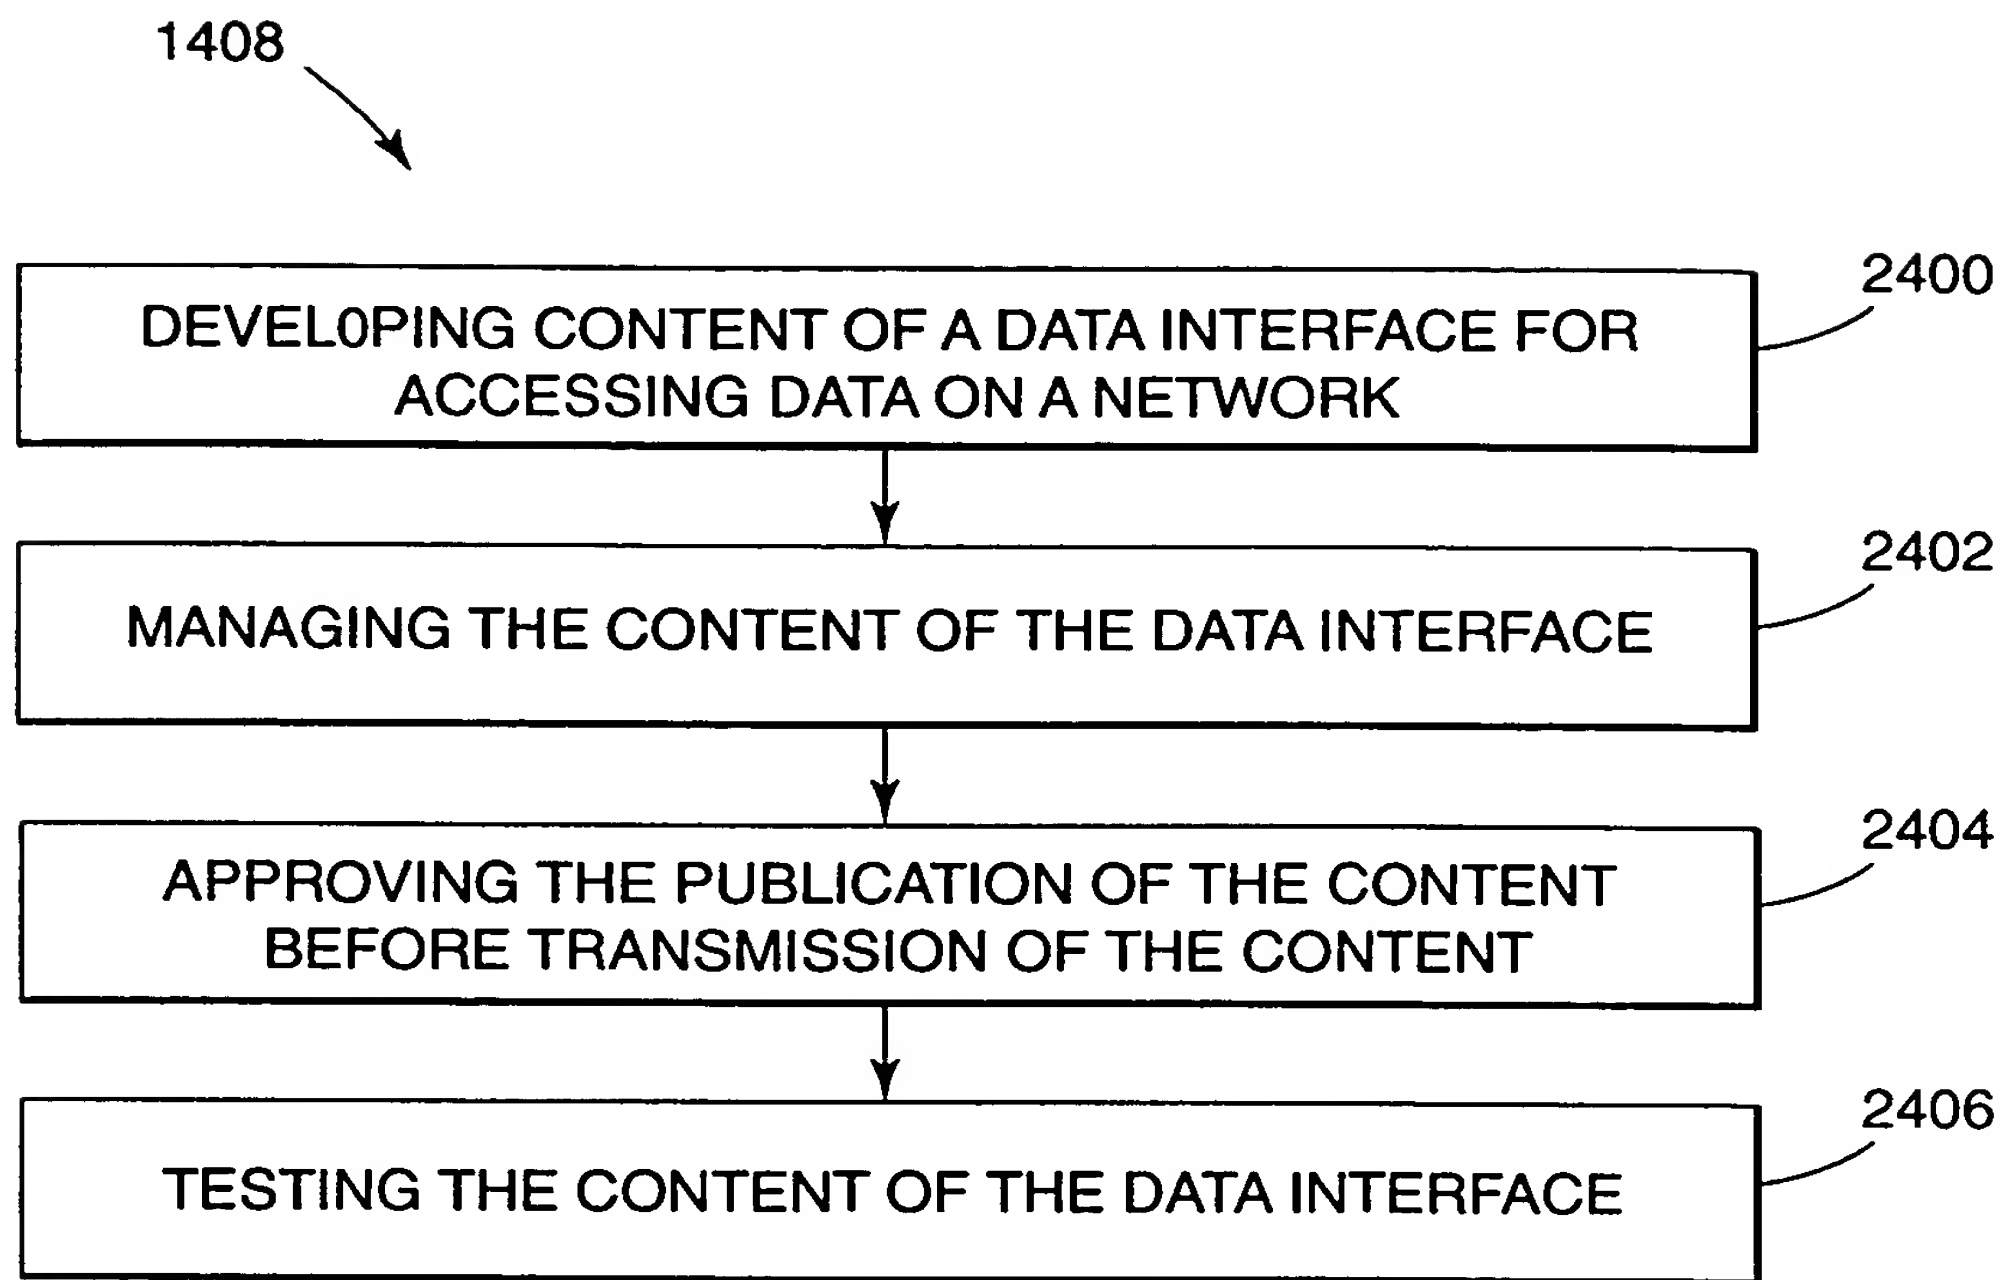 1408
2400
DEVEL0PING CONTENT OF A DATA INTERFACE FOR
ACCESSING DATA ON A NETWORK
2402
MANAGING THE CONTENT OF THE DATA INTERFACE
2404
APPROVING THE PUBLICATION OF THE CONTENT
BEFORE TRANSMISSION OF THE CONTENT
2406
TESTING THE CONTENT OF THE DATA INTERFACE